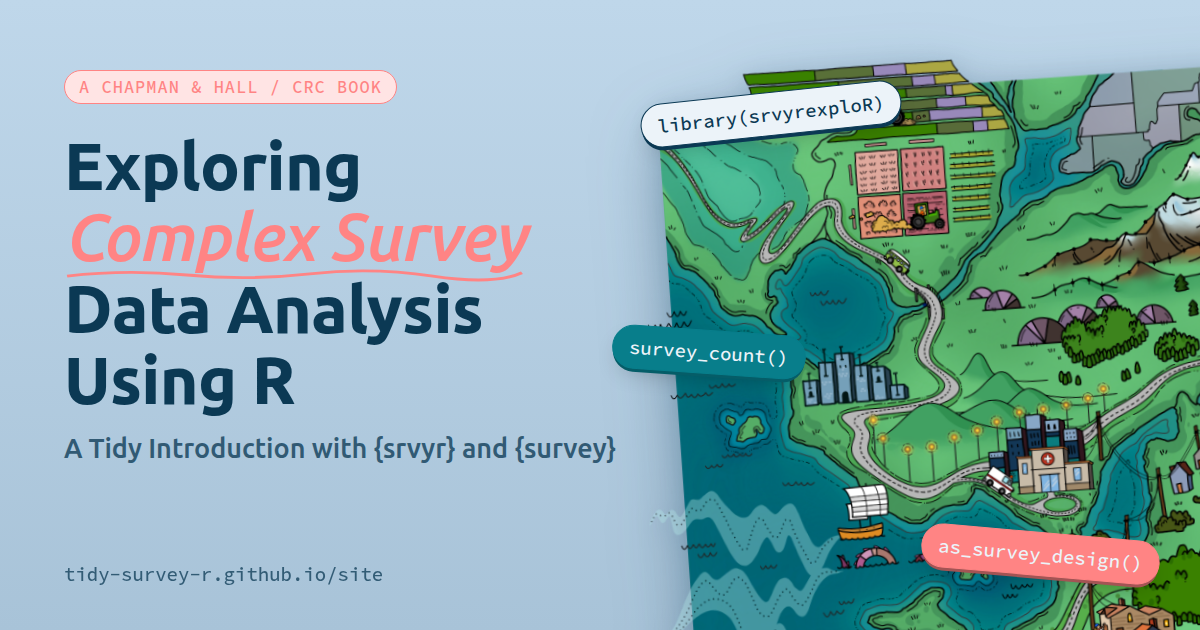 A CHAPMAN & HALL / CRC BOOK
Exploring
Complex Survey
Data Analysis
Using R
A Tidy Introduction with {srvyr} and {survey}
tidy-survey-r.github.io/site
library(srvyrexploR)
survey_count()
as_survey_design()